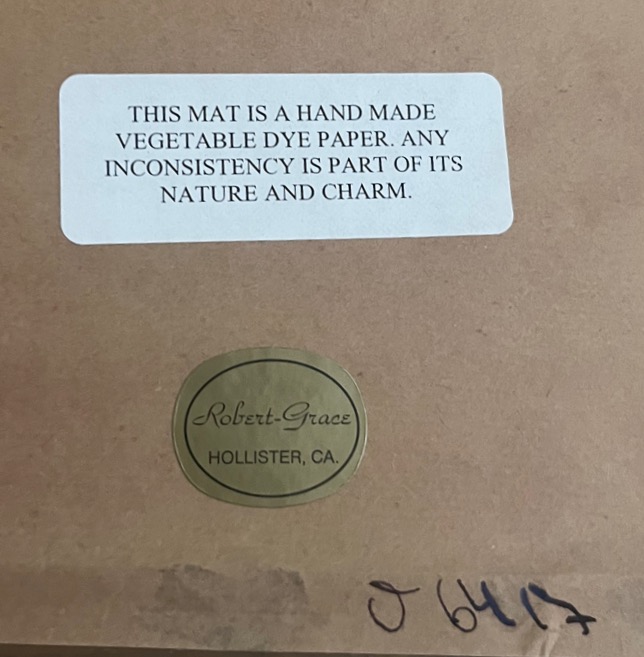 THIS MAT IS A HAND MADE
VEGETABLE DYE PAPER. ANY
INCONSISTENCY IS PART OF ITS
NATURE AND CHARM.
Robert-Grace
HOLLISTER, CA.
6417